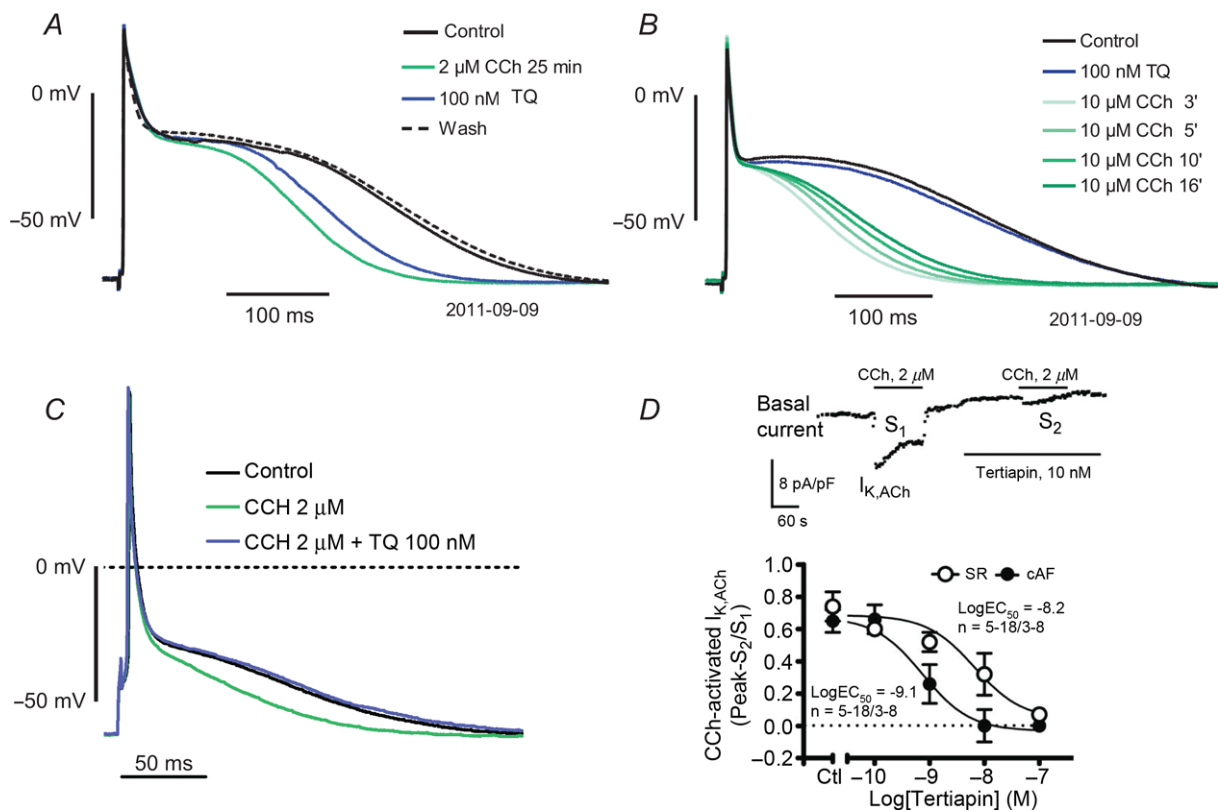 A
Control
2 µM CCh 25 min
100 nM TQ
Wash
0 mV
−50 mV
100 ms
2011-09-09
B
Control
100 nM TQ
10 µM CCh 3'
10 µM CCh 5'
10 µM CCh 10'
10 µM CCh 16'
0 mV
−50 mV
100 ms
2011-09-09
C
Control
CCH 2 µM
CCH 2 µM + TQ 100 nM
0 mV
−50 mV
50 ms
D
CCh, 2 µM
CCh, 2 µM
Basal
current
S1
S2
8 pA/pF
60 s
IK,ACh
Tertiapin, 10 nM
CCh-activated IK,ACh
(Peak-S2/S1)
1.0
0.8
0.6
0.4
0.2
0.0
−0.2
SR
cAF
LogEC50 = -8.2
n = 5-18/3-8
LogEC50 = -9.1
n = 5-18/3-8
Ctl
−10
−9
−8
−7
Log[Tertiapin] (M)